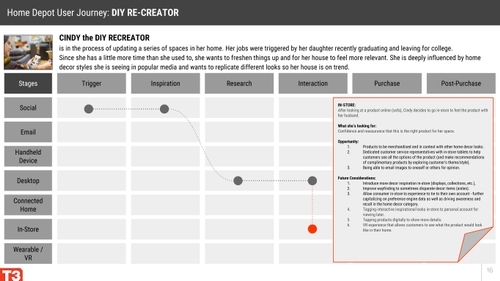 Home Depot User Journey: DIY RE-CREATOR
CINDY the DIY RECREATOR
is in the process of updating a series of spaces in her home. Her jobs were triggered by her daughter recently graduating and leaving for college.
Since she has a little more time than she used to, she wants to freshen things up and for her house to feel more relevant. She is deeply influenced by home
decor styles she is seeing in popular media and wants to replicate different looks so her house is on trend.
Stages
Trigger
Inspiration
Research
Interaction
Purchase
Post-Purchase
Social
Email
Handheld
Device
Desktop
Connected
Home
In-Store
Wearable /
VR
IN-STORE:
After looking at a product online (sofa), Cindy decides to go in-store to feel the product with
her husband.
What she's looking for:
Confidence and reassurance that this is the right product for her space
Opportunity:
1. Products to be merchandised and in context with other home decor tasks.
2. Dedicated customer service representatives with in-store tablets to help
customers see all the options of the product (and make recommendations
of complimentary products by exploring customer's theme/style).
3. Being able to email images to oneself or others for opinion.
Future Considerations:
1. Introduce more decor inspiration in-store (displays, collections, etc.).
2. Improve wayfinding to sometimes disparate decor items (aisles).
3. Allow consumer in-store experience to be their own account - further
capitalizing on preference engine data as well as driving awareness and
recall in the home decor category.
4. Tagging interactive inspirational looks in-store to personal account for
viewing later.
5. Tapping products digitally to show more details.
6. VR experience that allows customers to see what the product would look
like in their home.
T3